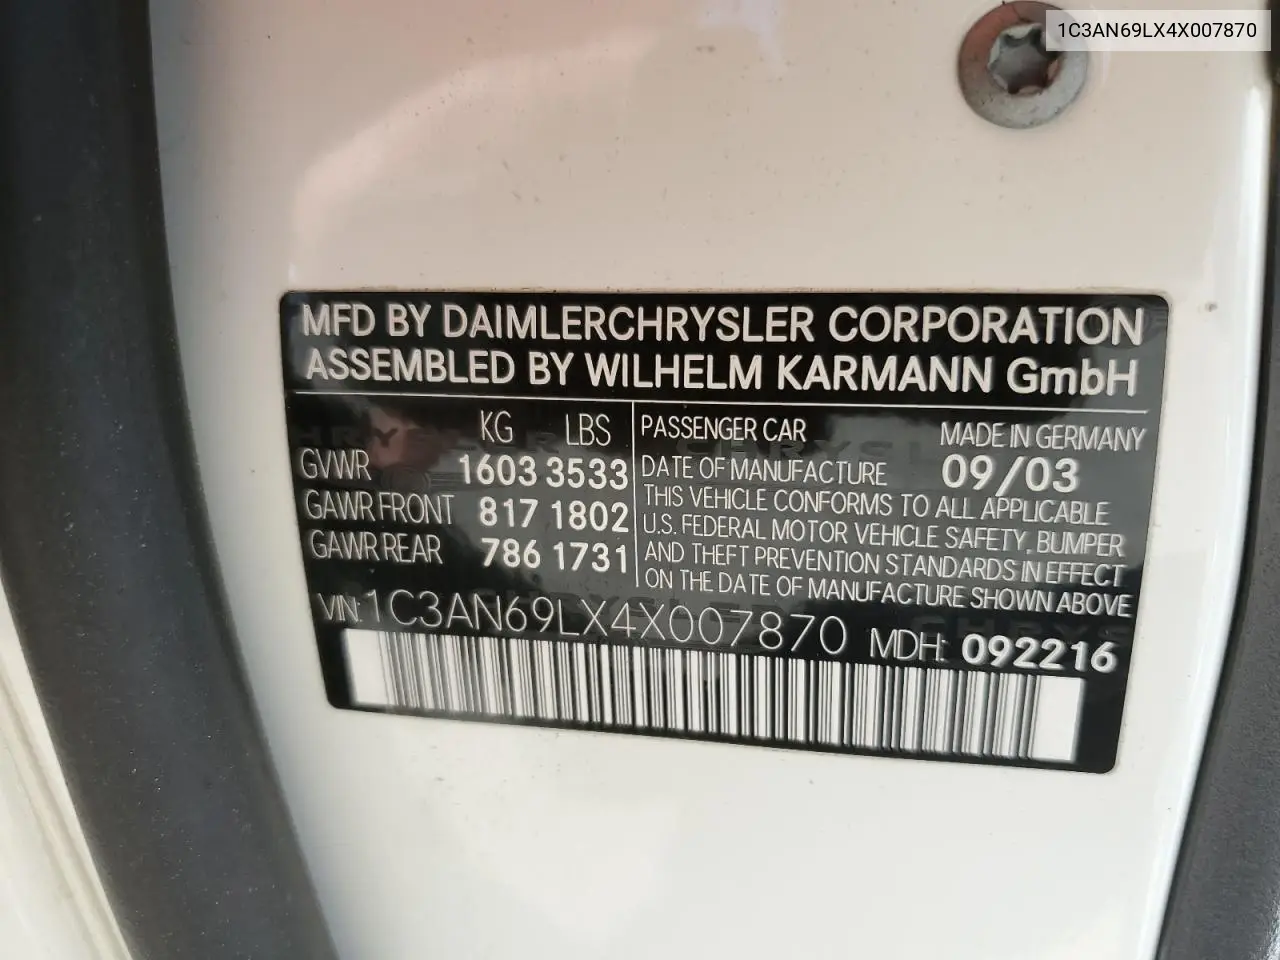 1C3AN69LX4X007870
MFD BY DAIMLERCHRYSLER CORPORATION
ASSEMBLED BY WILHELM KARMANN GmbH
KG LBS
GVWR 1603 3533
GAWR FRONT 817 1802
GAWR REAR 786 1731
PASSENGER CAR MADE IN GERMANY
DATE OF MANUFACTURE 09/03
THIS VEHICLE CONFORMS TO ALL APPLICABLE
U.S. FEDERAL MOTOR VEHICLE SAFETY, BUMPER
AND THEFT PREVENTION STANDARDS IN EFFECT
ON THE DATE OF MANUFACTURE SHOWN ABOVE
VIN: 1C3AN69LX4X007870 MDH: 092216